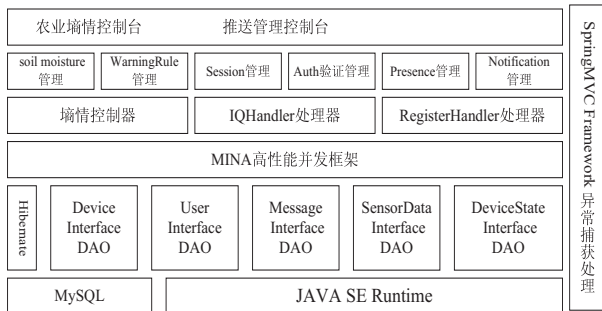 农业墒情控制台 推送管理控制台
soil moisture
管理
WarningRule
管理
Session管理
Auth验证管理
Presence管理
Notification
管理
墒情控制器
IQHandler处理器
RegisterHandler处理器
MINA高性能并发框架
Hibernate
Device
Interface
DAO
User
Interface
DAO
Message
Interface
DAO
SensorData
Interface
DAO
DeviceState
Interface
DAO
MySQL
JAVA SE Runtime
SpringMVC Framework 异常捕获处理